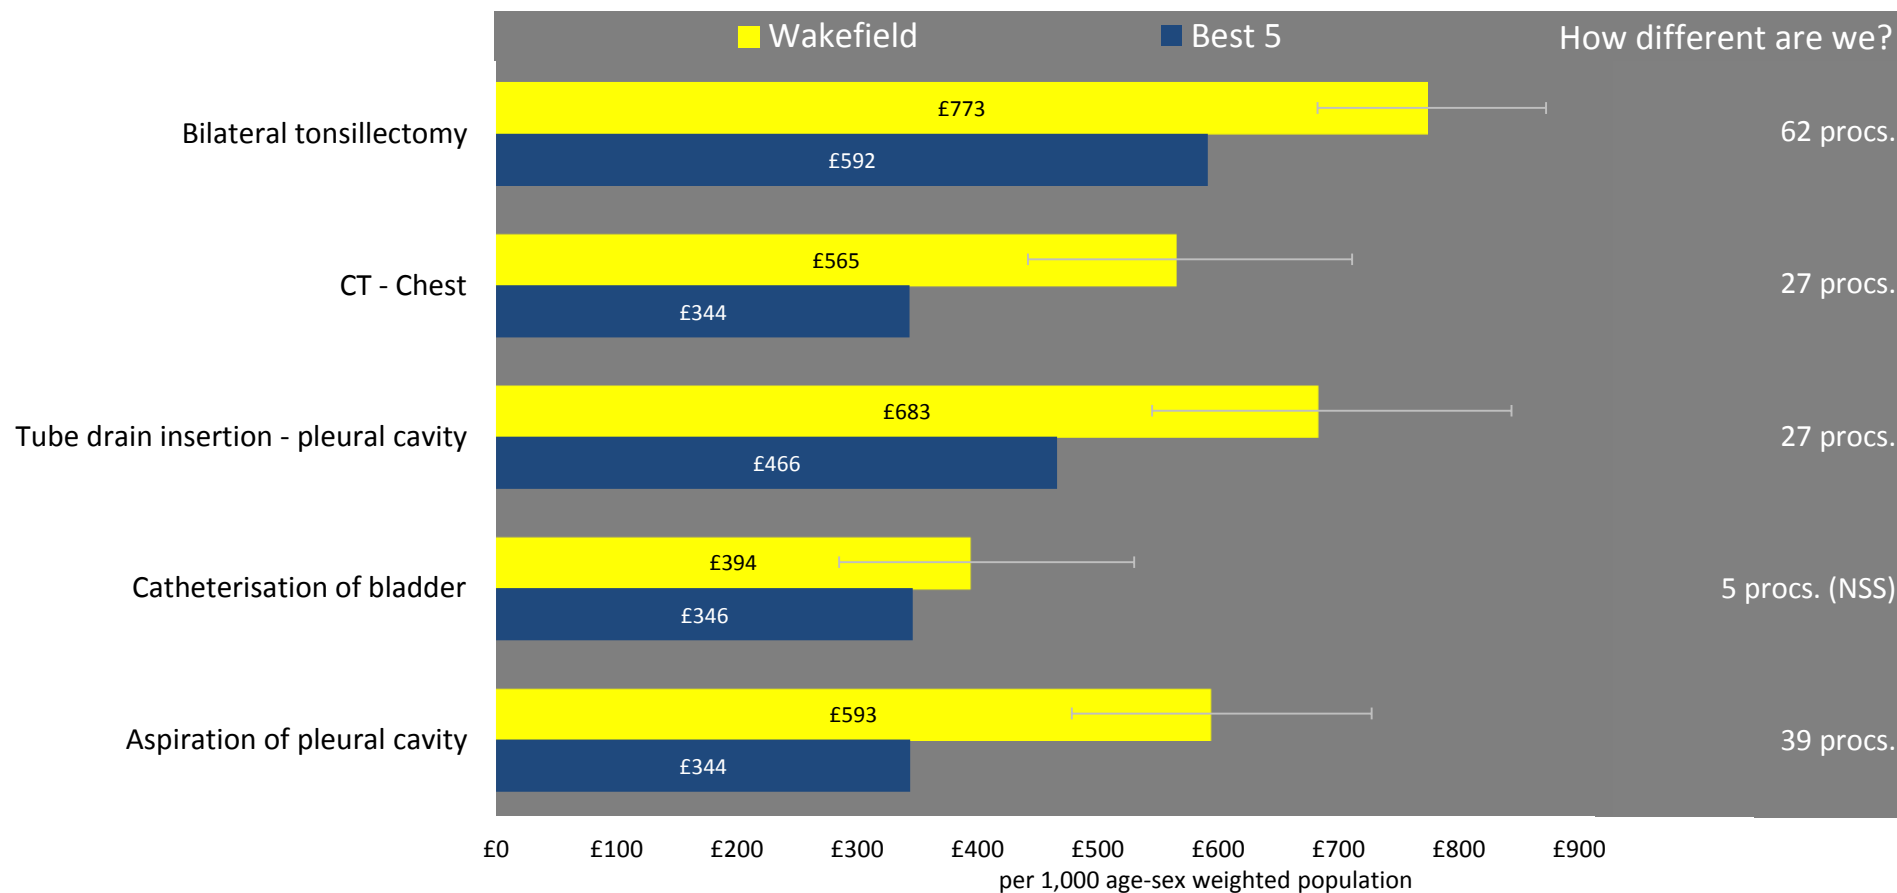 Wakefield Best 5 How different are we?
Bilateral tonsillectomy £773 £592 62 procs.
CT - Chest £565 £344 27 procs.
Tube drain insertion - pleural cavity £683 £466 27 procs.
Catheterisation of bladder £394 £346 5 procs. (NSS)
Aspiration of pleural cavity £593 £344 39 procs.
£0 £100 £200 £300 £400 £500 £600 £700 £800 £900
per 1,000 age-sex weighted population